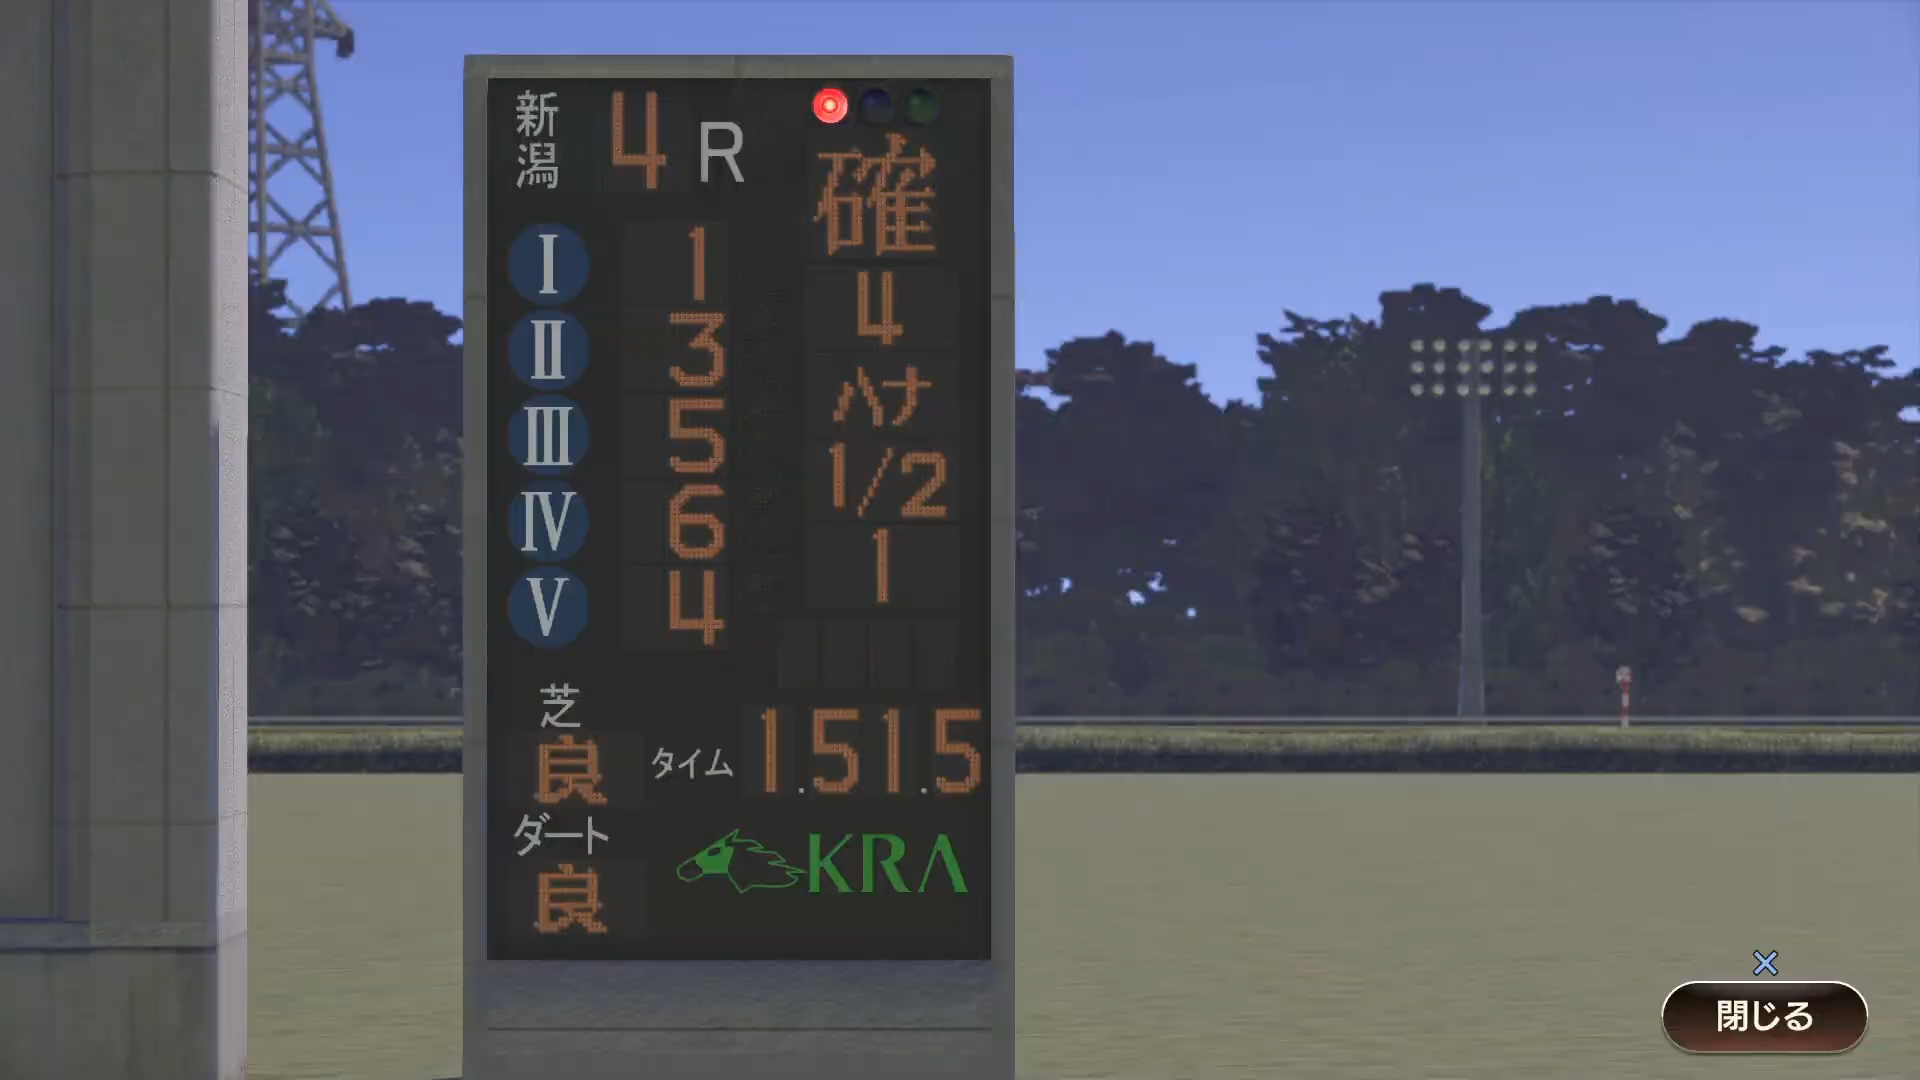 新潟 4 R 確
I 1
4
II 3
ハナ
III 5
1/2
IV 6
1
V 4
芝
良
タイム 1.51.5
ダート
良
KRA
閉じる